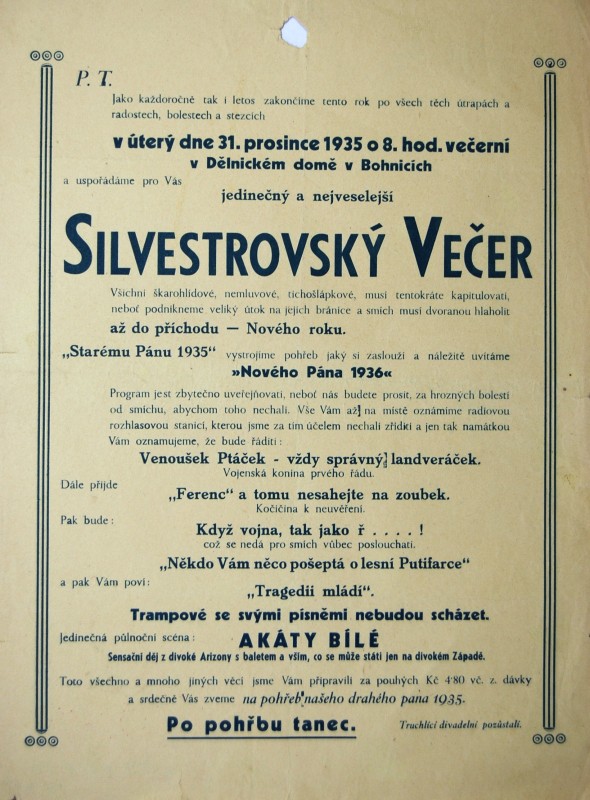 P. T.
Jako každoročně tak i letos zakončíme tento rok po všech těch útrapách a
radostech, bolestech a stezcích
v úterý dne 31. prosince 1935 o 8. hod. večerní
v Dělnickém domě v Bohnicích
a uspořádáme pro Vás
jedinečný a nejveselejší
SILVESTROVSKÝ VEČER
Všichni škarohlídové, nemluvové, tichošlápkové, musí tentokráte kapitulovati,
neboť podnikneme veliký útok na jejich bránice a smích musí dvoranou hlaholit
až do příchodu — Nového roku.
„Starému Pánu 1935" vystrojíme pohřeb jaký si zaslouží a náležitě uvítáme
»Nového Pána 1936«
Program jest zbytečno uveřejňovati, neboť nás budete prosit, za hrozných bolestí
od smíchu, abychom toho nechali. Vše Vám až na místě oznámíme radiovou
rozhlasovou stanicí, kterou jsme za tím účelem nechali zříditi a jen tak namátkou
Vám oznamujeme, že bude řáditi :
Venoušek Ptáček - vždy správný landveráček.
Vojenská konina prvého řádu.
Dále přijde
„Ferenc" a tomu nesahejte na zoubek.
Kočičina k neuvěření.
Pak bude :
Když vojna, tak jako ř . . . . !
což se nedá pro smích vůbec poslouchati.
„Někdo Vám něco pošeptá o lesní Putifarce"
a pak Vám poví :
„Tragedii mládí".
Trampové se svými písněmi nebudou scházet.
Jedinečná půlnoční scéna : AKÁTY BÍLÉ
Sensační děj z divoké Arizony s baletem a vším, co se může státi jen na divokém Západě.
Toto všechno a mnoho jiných věcí jsme Vám připravili za pouhých Kč 4·80 vč. z. dávky
a srdečně Vás zveme na pohřeb našeho drahého pana 1935.
Po pohřbu tanec.
Truchlící divadelní pozůstalí.